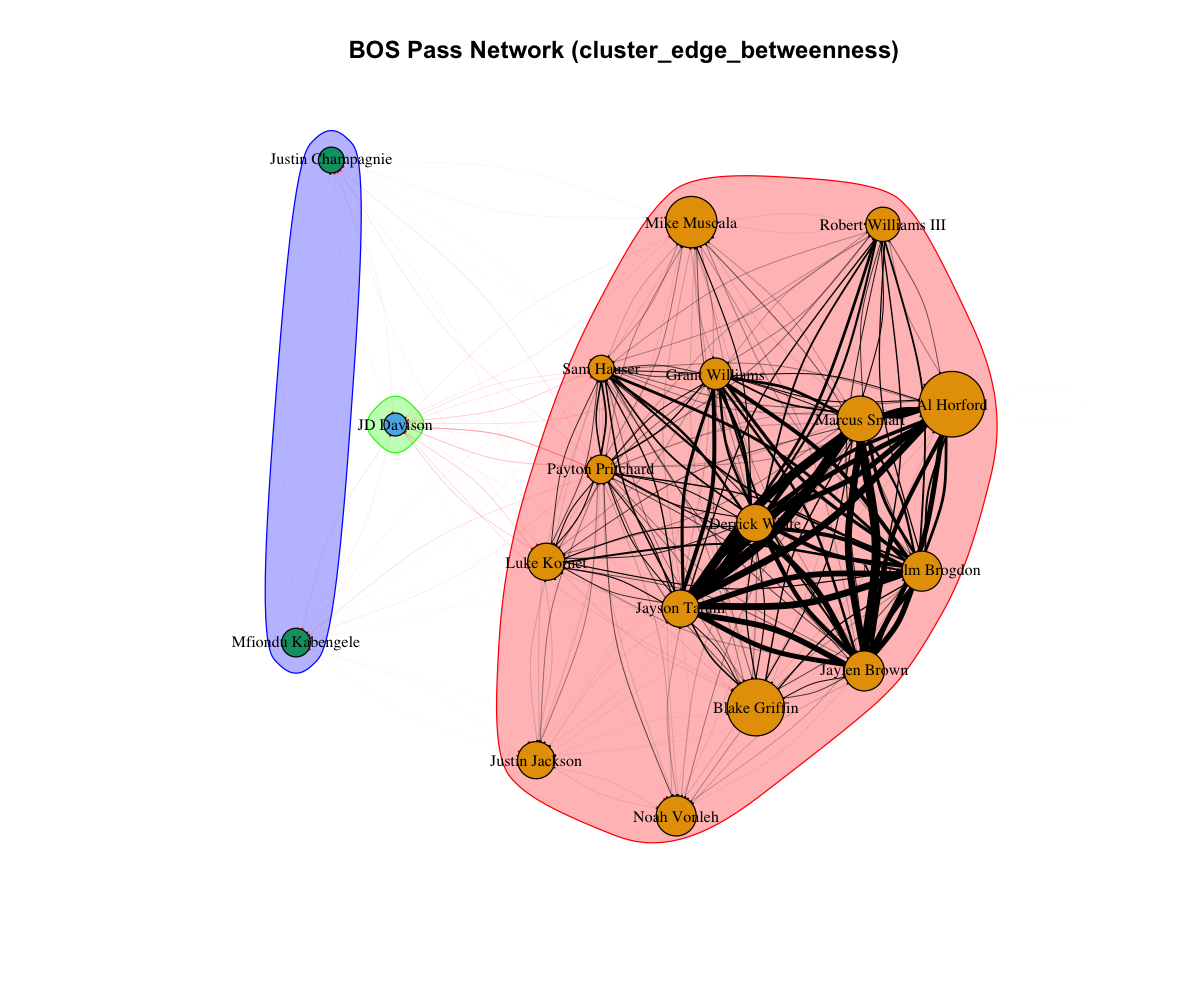 BOS Pass Network (cluster_edge_betweenness)
Justin Champagnie
Mike Muscala
Robert Williams III
Sam Hauser
Grant Williams
Al Horford
Marcus Smart
JD Davison
Payton Pritchard
Derrick White
Luke Kornet
lm Brogdon
Jayson Tatum
Mfiondu Kabengele
Jaylen Brown
Blake Griffin
Justin Jackson
Noah Vonleh